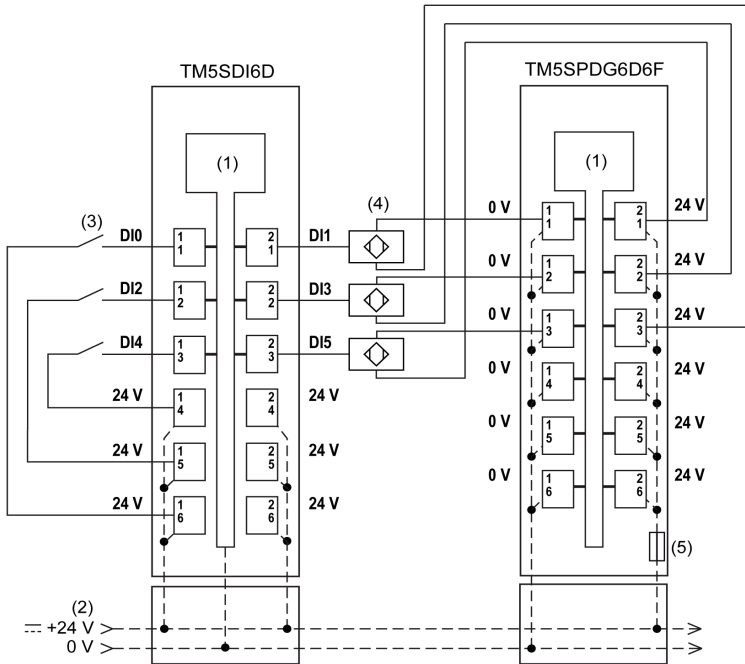 TM5SDI6D TM5SPDG6D6F
(1) (1)
(3) (4)
0 V 1 1 2 1 24 V
DI0 1 1 2 1 DI1
0 V 1 2 2 2 24 V
DI2 1 2 2 2 DI3
0 V 1 3 2 3 24 V
DI4 1 3 2 3 DI5
0 V 1 4 2 4 24 V
24 V 1 4 2 4 24 V
0 V 1 5 2 5 24 V
24 V 1 5 2 5 24 V
0 V 1 6 2 6 24 V
24 V 1 6 2 6 24 V
(5)
(2)
+24 V
0 V